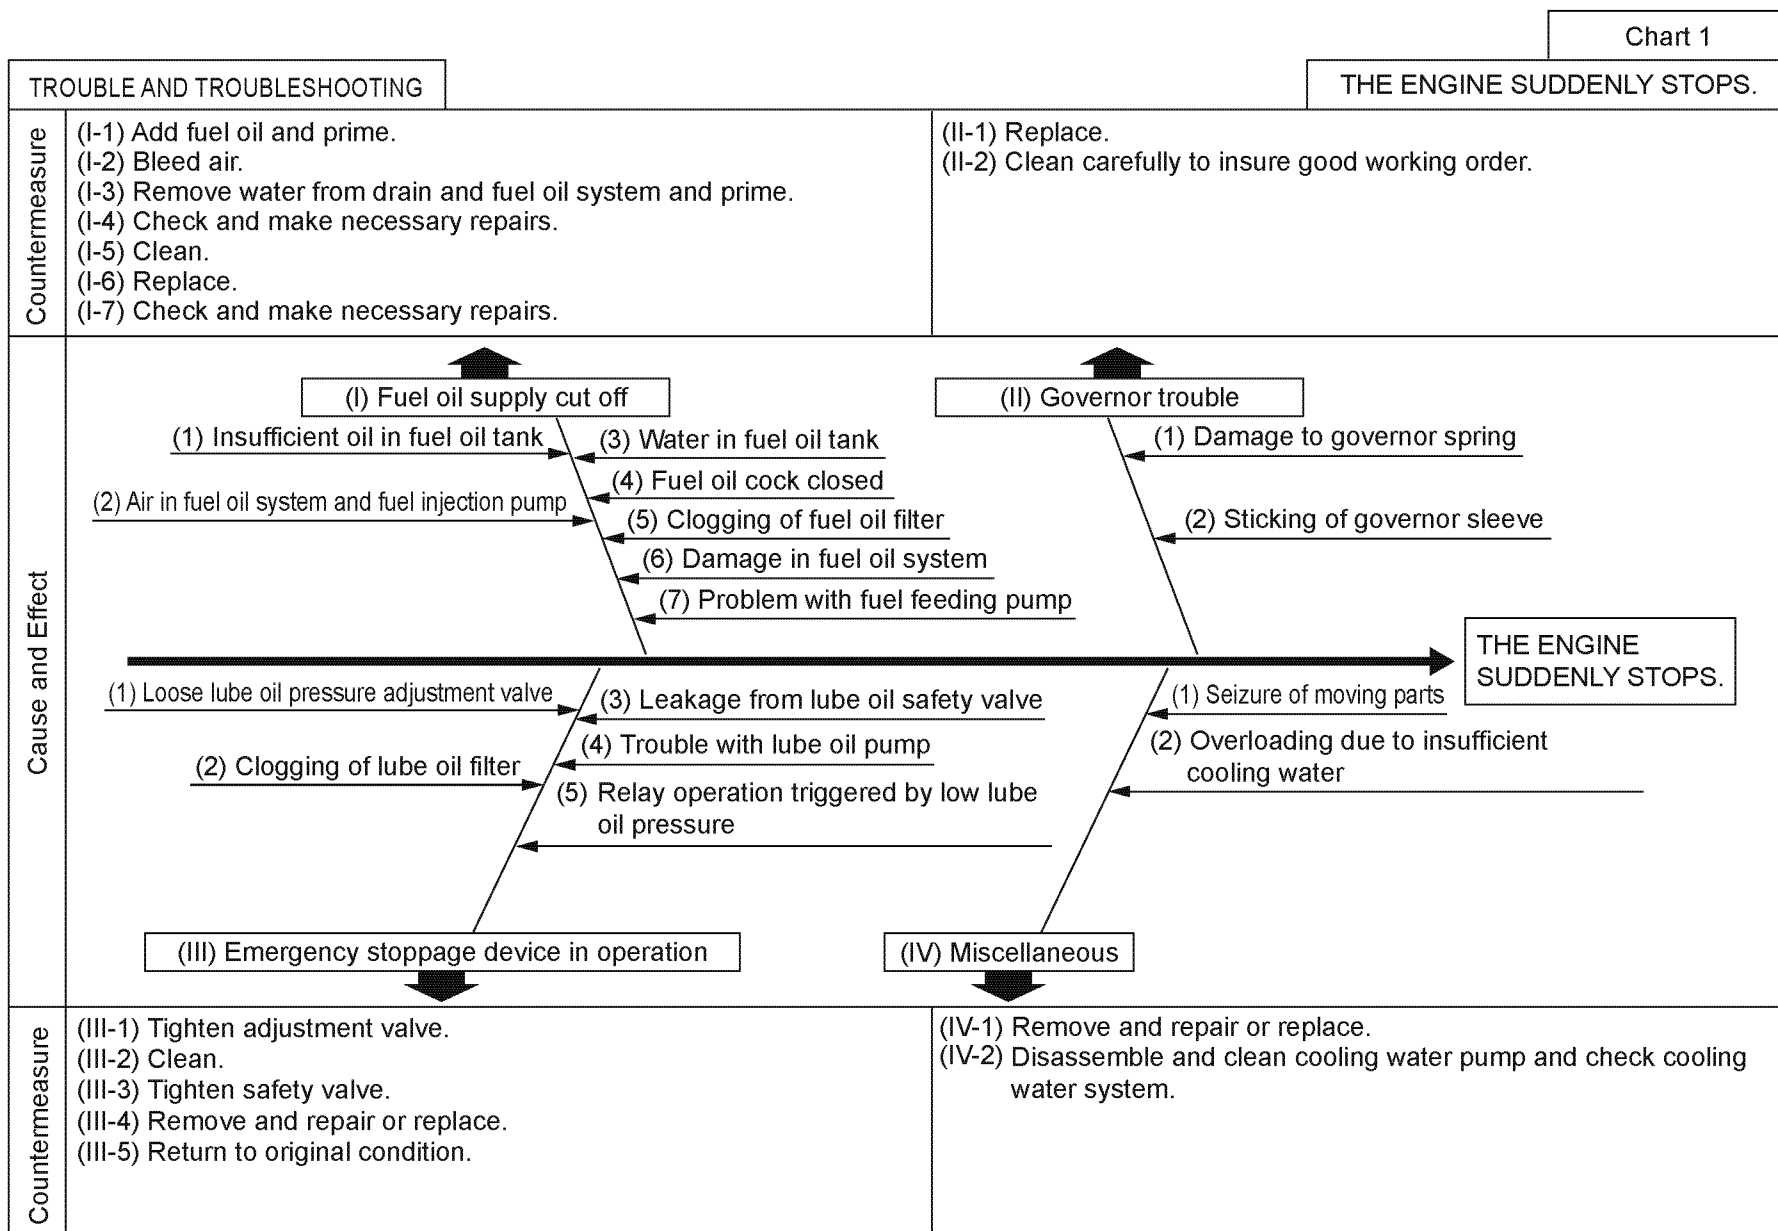 Chart 1
TROUBLE AND TROUBLESHOOTING
THE ENGINE SUDDENLY STOPS.
Countermeasure
(I-1) Add fuel oil and prime.
(I-2) Bleed air.
(I-3) Remove water from drain and fuel oil system and prime.
(I-4) Check and make necessary repairs.
(I-5) Clean.
(I-6) Replace.
(I-7) Check and make necessary repairs.
(II-1) Replace.
(II-2) Clean carefully to insure good working order.
Cause and Effect
(I) Fuel oil supply cut off
(1) Insufficient oil in fuel oil tank
(2) Air in fuel oil system and fuel injection pump
(3) Water in fuel oil tank
(4) Fuel oil cock closed
(5) Clogging of fuel oil filter
(6) Damage in fuel oil system
(7) Problem with fuel feeding pump
(II) Governor trouble
(1) Damage to governor spring
(2) Sticking of governor sleeve
THE ENGINE
SUDDENLY STOPS.
(1) Loose lube oil pressure adjustment valve
(2) Clogging of lube oil filter
(3) Leakage from lube oil safety valve
(4) Trouble with lube oil pump
(5) Relay operation triggered by low lube
oil pressure
(III) Emergency stoppage device in operation
(1) Seizure of moving parts
(2) Overloading due to insufficient
cooling water
(IV) Miscellaneous
Countermeasure
(III-1) Tighten adjustment valve.
(III-2) Clean.
(III-3) Tighten safety valve.
(III-4) Remove and repair or replace.
(III-5) Return to original condition.
(IV-1) Remove and repair or replace.
(IV-2) Disassemble and clean cooling water pump and check cooling
water system.